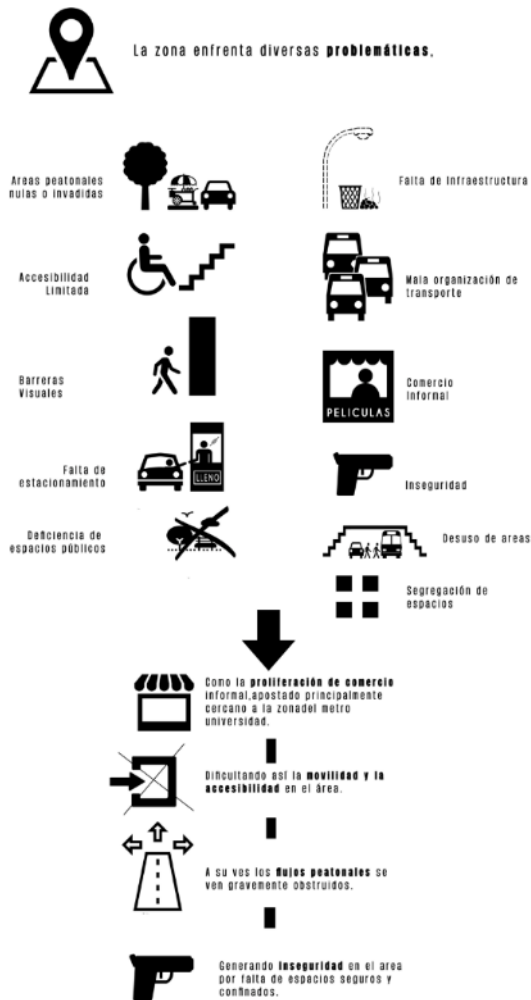 La zona enfrenta diversas problemáticas.
Areas peatonales
nulas o invadidas
Falta de Infraestructura
Accesibilidad
Limitada
Mala organización de
transporte
Barreras
Visuales
PELICULAS
Comercio
Informal
Falta de
estacionamiento
LLENO
Inseguridad
Deficiencia de
espacios públicos
Desuso de areas
Segregación de
espacios
Como la proliferación de comercio
informal,apostado principalmente
cercano a la zonadel metro
universidad.
Dificultando así la movilidad y la
accesibilidad en el área.
A su ves los flujos peatonales se
ven gravemente obstruidos.
Generando inseguridad en el area
por falta de espacios seguros y
confinados.